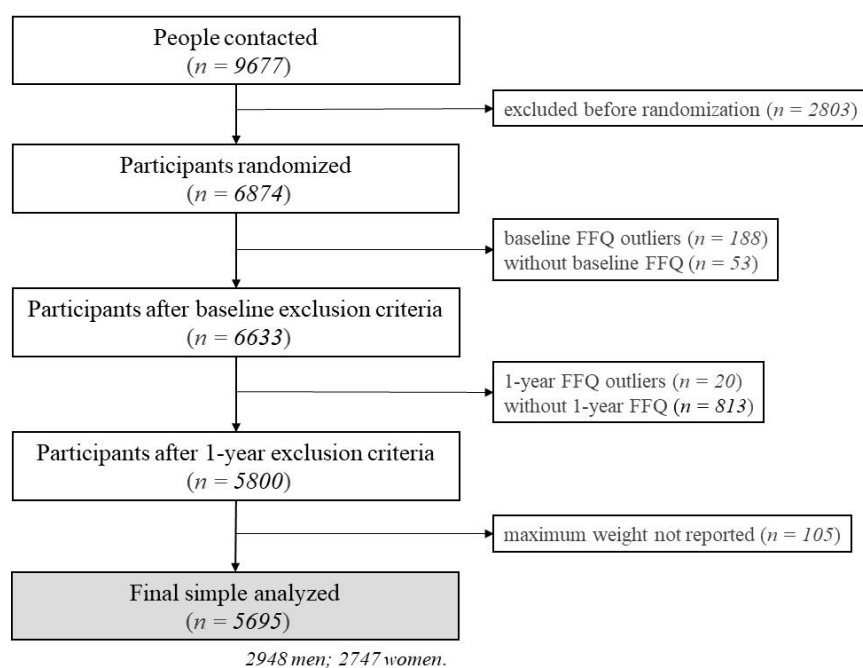 People contacted
(n = 9677)
excluded before randomization (n = 2803)
Participants randomized
(n = 6874)
baseline FFQ outliers (n = 188)
without baseline FFQ (n = 53)
Participants after baseline exclusion criteria
(n = 6633)
1-year FFQ outliers (n = 20)
without 1-year FFQ (n = 813)
Participants after 1-year exclusion criteria
(n = 5800)
maximum weight not reported (n = 105)
Final simple analyzed
(n = 5695)
2948 men; 2747 women.